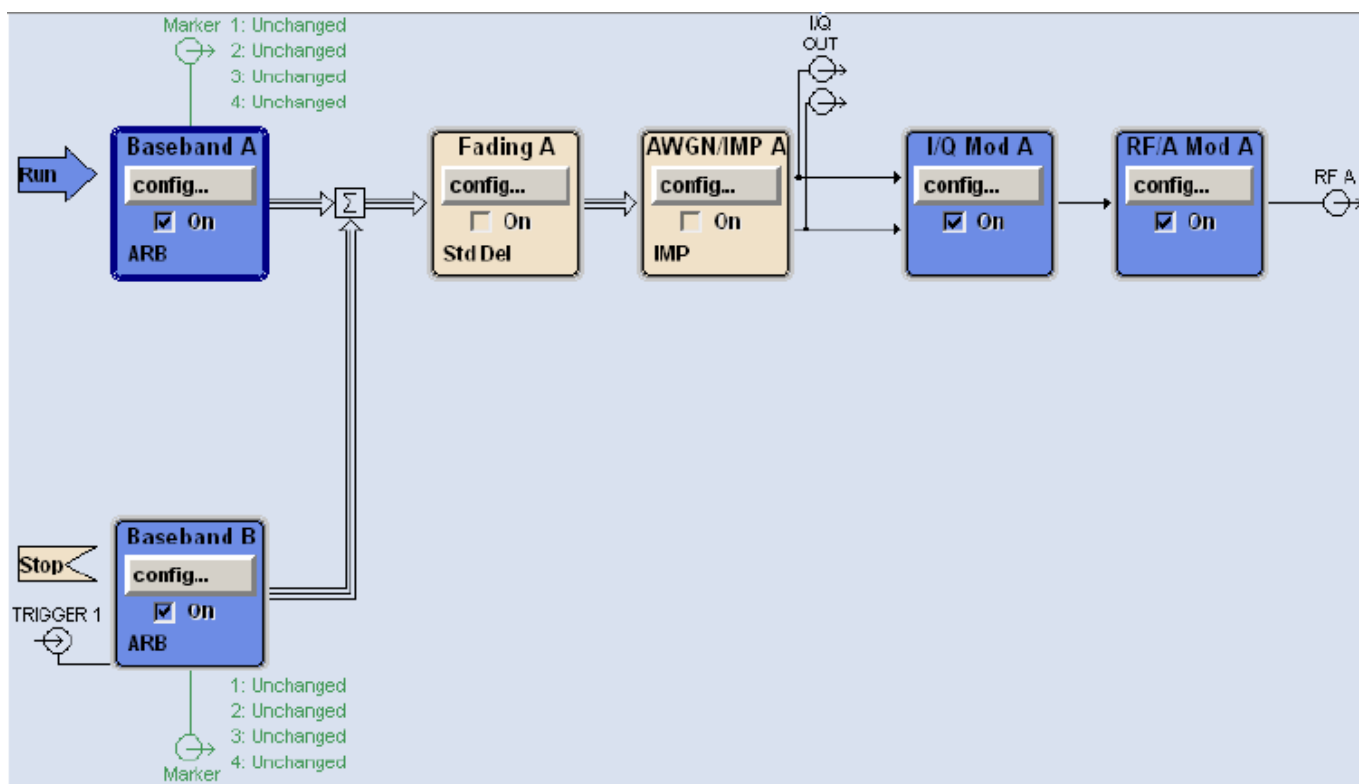 Marker 1: Unchanged
2: Unchanged
3: Unchanged
4: Unchanged
I/Q
OUT
Run
Baseband A
config...
On
ARB
Σ
Fading A
config...
On
Std Del
AWGN/IMP A
config...
On
IMP
I/Q Mod A
config...
On
RF/A Mod A
config...
On
RF A
Stop
TRIGGER 1
Baseband B
config...
On
ARB
1: Unchanged
2: Unchanged
3: Unchanged
Marker 4: Unchanged